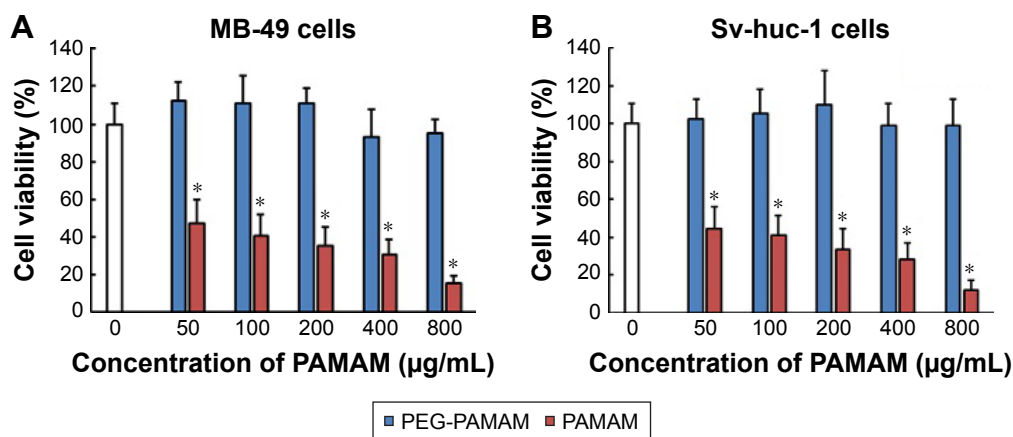 A
MB-49 cells
Cell viability (%)
140
120
100
80
60
40
20
0
* * * * *
0 50 100 200 400 800
Concentration of PAMAM (µg/mL)
B
Sv-huc-1 cells
Cell viability (%)
140
120
100
80
60
40
20
0
* * * * *
0 50 100 200 400 800
Concentration of PAMAM (µg/mL)
PEG-PAMAM PAMAM